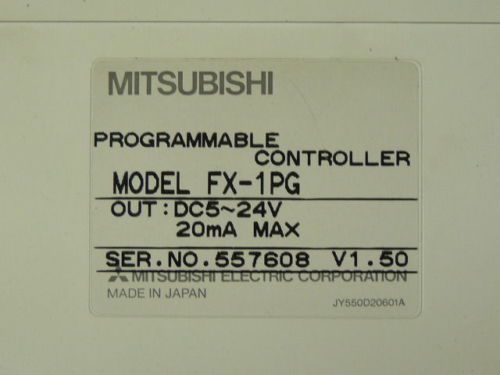 MITSUBISHI
PROGRAMMABLE
CONTROLLER
MODEL FX-1PG
OUT:DC5~24V
20mA MAX
SER.NO.557608 V1.50
MITSUBISHI ELECTRIC CORPORATION
MADE IN JAPAN
JY550D20601A